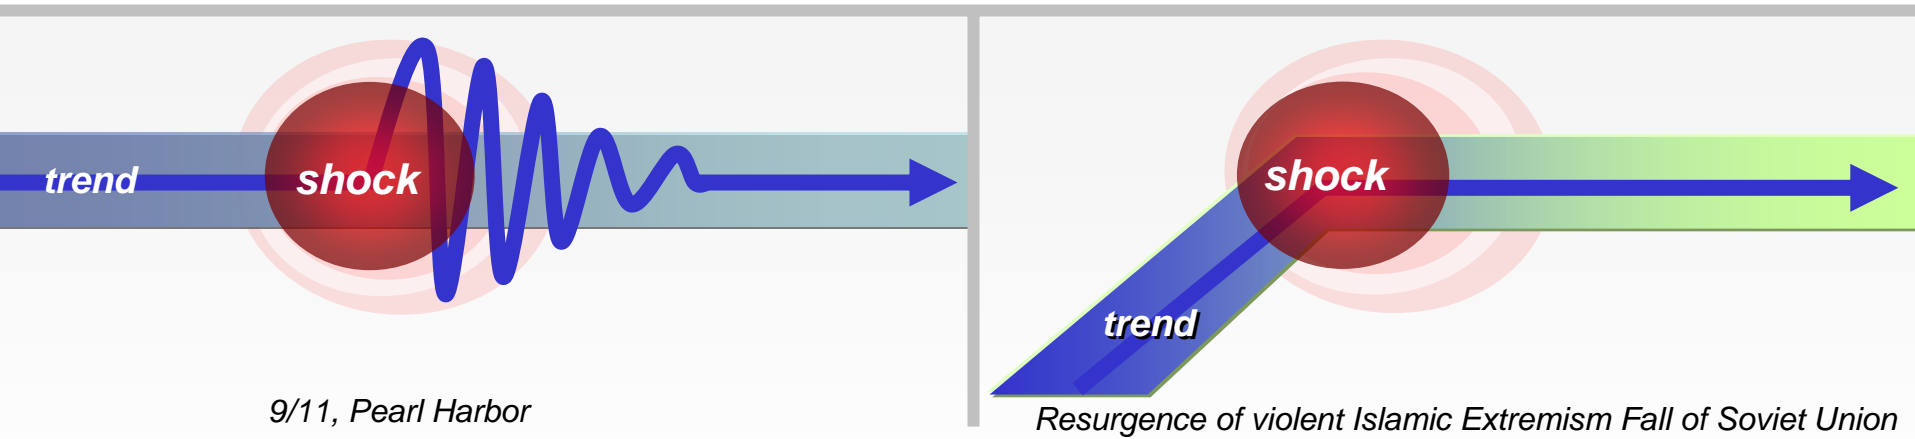 trend
shock
9/11, Pearl Harbor
shock
trend
Resurgence of violent Islamic Extremism Fall of Soviet Union